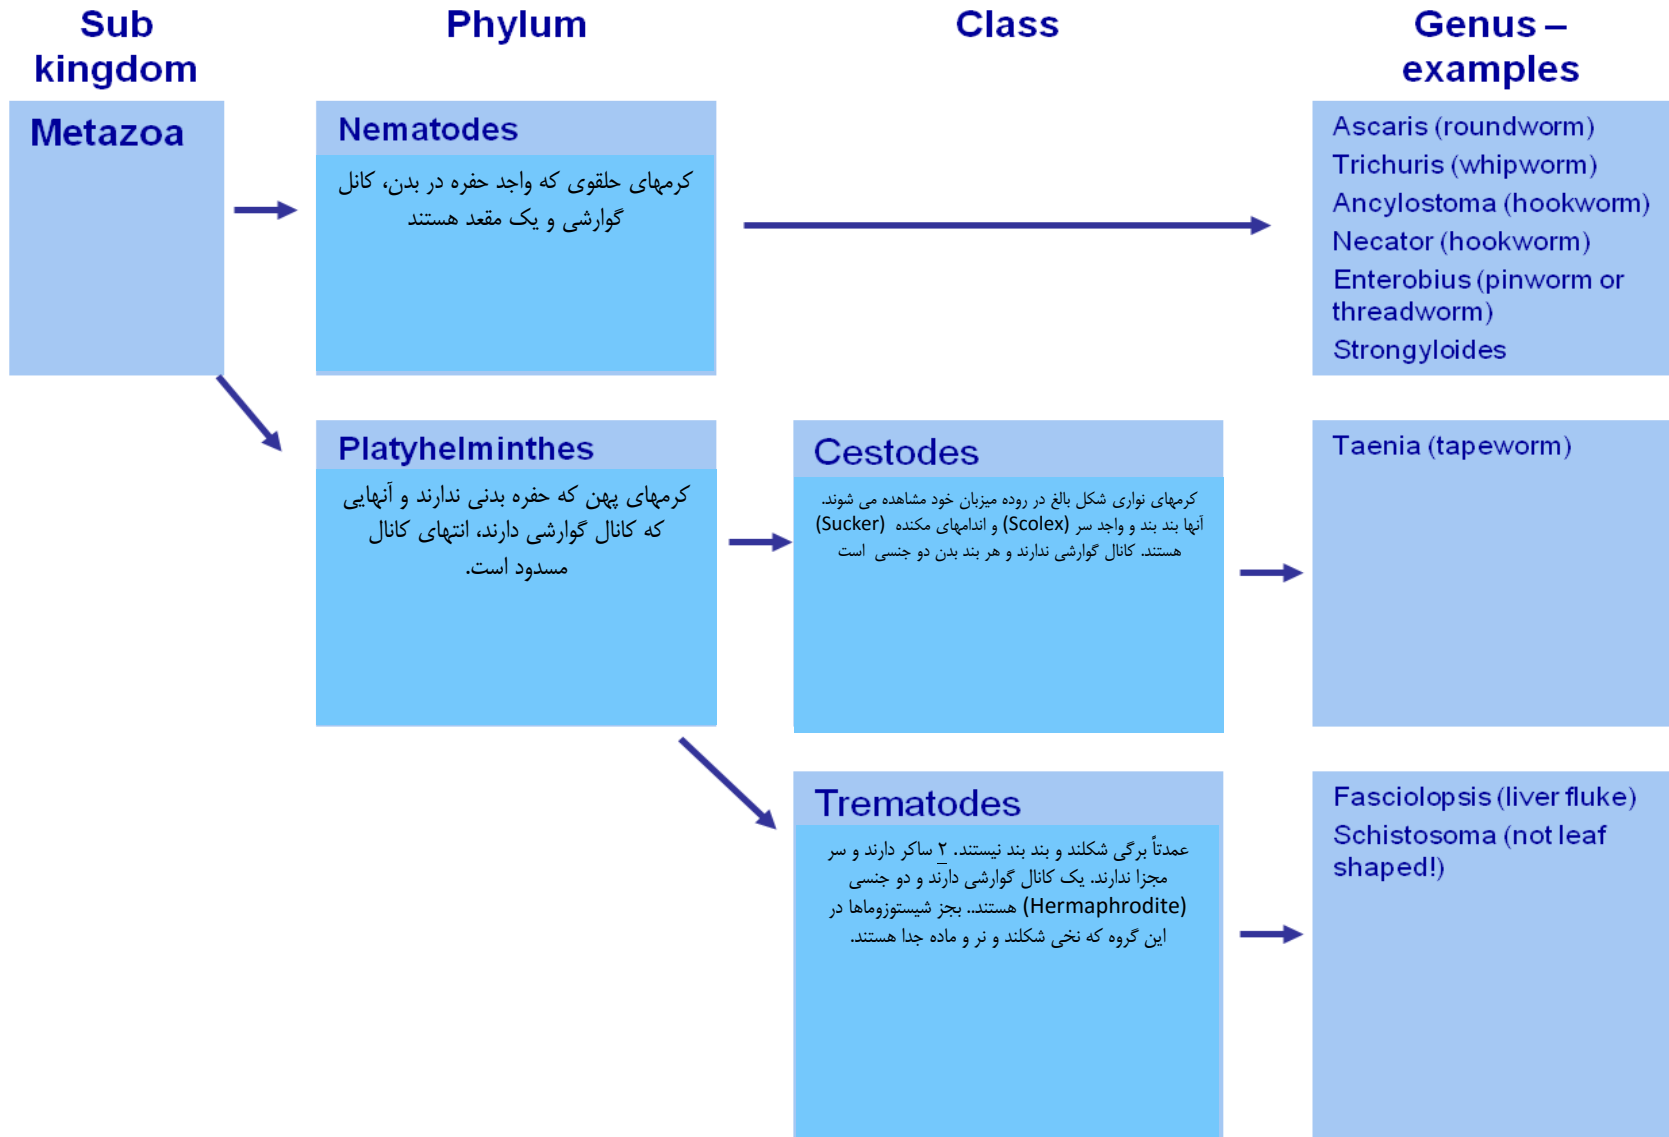 Sub
kingdom
Phylum
Class
Genus –
examples
Metazoa
Nematodes
کرمهای حلقوی که واجد حفره در بدن، کانل
گوارشی و یک مقعد هستند
Ascaris (roundworm)
Trichuris (whipworm)
Ancylostoma (hookworm)
Necator (hookworm)
Enterobius (pinworm or
threadworm)
Strongyloides
Platyhelminthes
کرمهای پهن که حفره بدنی ندارند و آنهایی
که کانال گوارشی دارند، انتهای کانال
مسدود است.
Cestodes
کرمهای نواری شکل بالغ در روده میزبان خود مشاهده می شوند.
آنها بند بند و واجد سر (Scolex) و اندامهای مکنده (Sucker)
هستند. کانال گوارشی ندارند و هر بند بدن دو جنسی است
Taenia (tapeworm)
Trematodes
عمدتاً برگی شکلند و بند بند نیستند. ۲ ساکر دارند و سر
مجزا ندارند. یک کانال گوارشی دارند و دو جنسی
(Hermaphrodite) هستند.. بجز شیستوزوماها در
این گروه که نخی شکلند و نر و ماده جدا هستند.
Fasciolopsis (liver fluke)
Schistosoma (not leaf
shaped!)